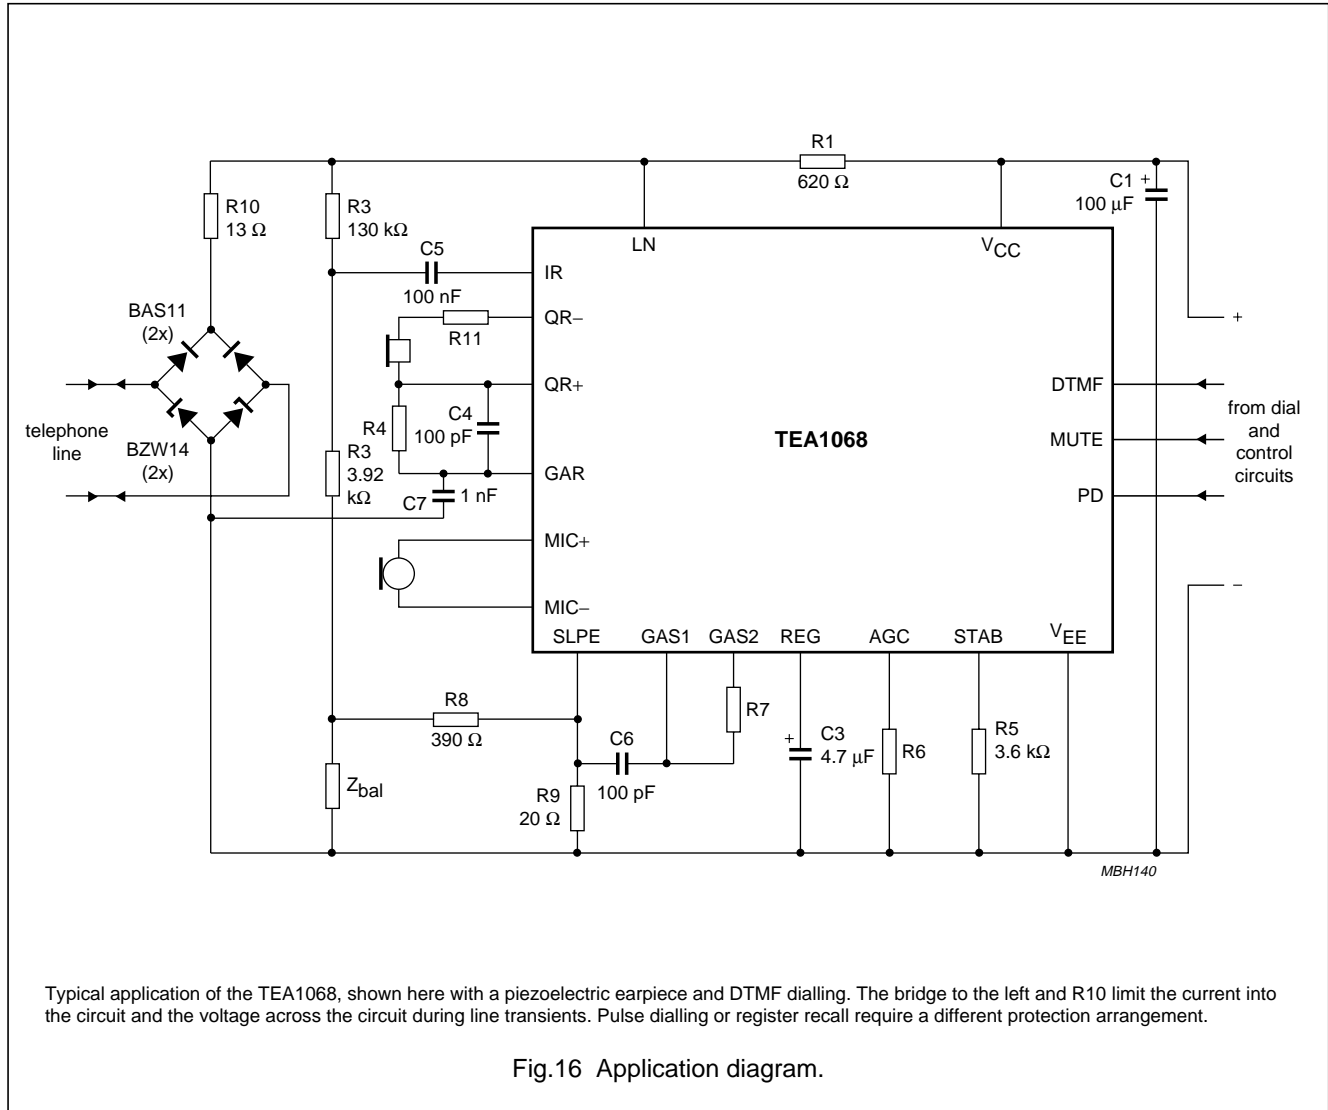 R1
620 Ω
C1 +
100 µF
R10
13 Ω
R3
130 kΩ
LN
VCC
C5
100 nF
IR
BAS11
(2x)
QR−
R11
+
QR+
DTMF
R4
C4
100 pF
from dial
and
control
circuits
telephone
line
TEA1068
MUTE
BZW14
(2x)
R3
3.92
kΩ
GAR
PD
C7
1 nF
MIC+
−
MIC−
SLPE
GAS1
GAS2
REG
AGC
STAB
VEE
R8
390 Ω
R7
C6
100 pF
+
C3
4.7 µF
R6
R5
3.6 kΩ
Zbal
R9
20 Ω
MBH140
Typical application of the TEA1068, shown here with a piezoelectric earpiece and DTMF dialling. The bridge to the left and R10 limit the current into
the circuit and the voltage across the circuit during line transients. Pulse dialling or register recall require a different protection arrangement.
Fig.16 Application diagram.